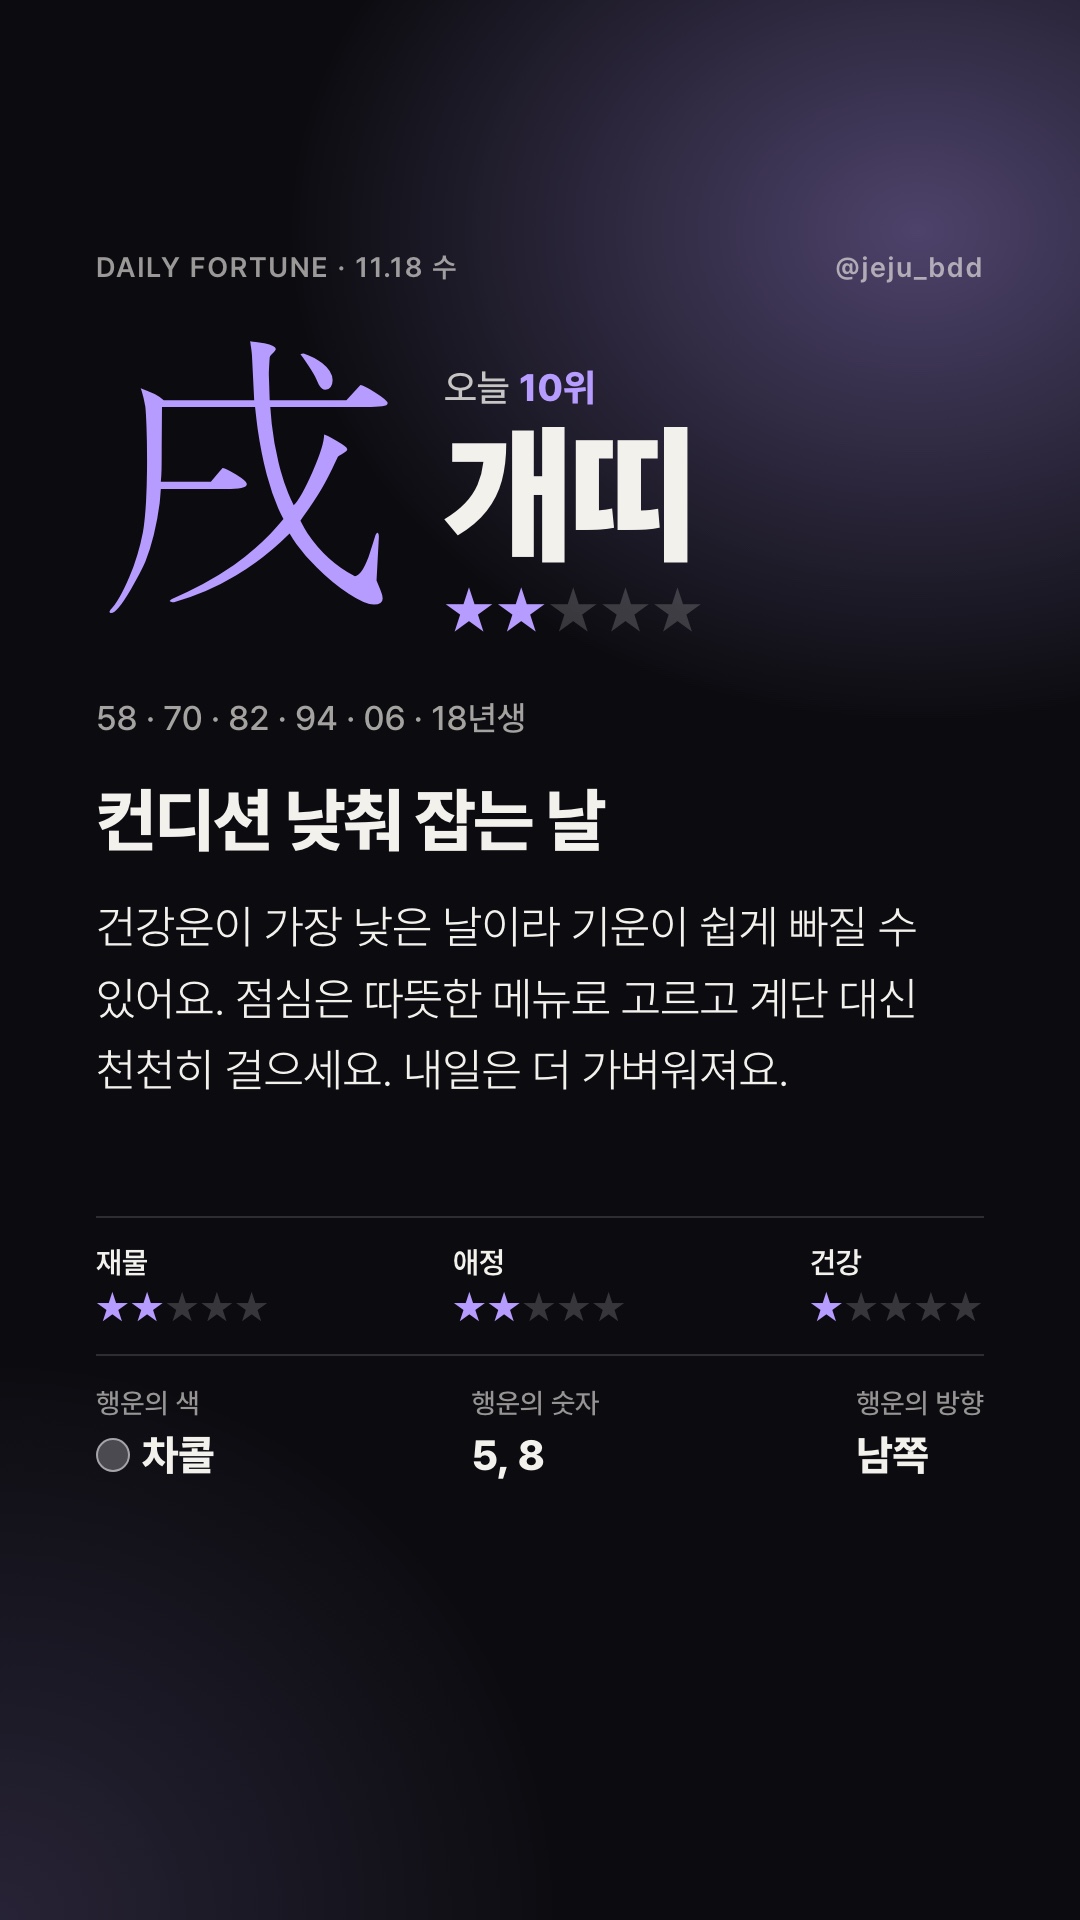 DAILY FORTUNE · 11.18 수
@jeju_bdd
戌
오늘 10위
개띠
★★★★★
58 · 70 · 82 · 94 · 06 · 18년생
컨디션 낮춰 잡는 날
건강운이 가장 낮은 날이라 기운이 쉽게 빠질 수
있어요. 점심은 따뜻한 메뉴로 고르고 계단 대신
천천히 걸으세요. 내일은 더 가벼워져요.
재물 애정 건강
★★★★★ ★★★★★ ★★★★★
행운의 색 행운의 숫자 행운의 방향
차콜 5, 8 남쪽